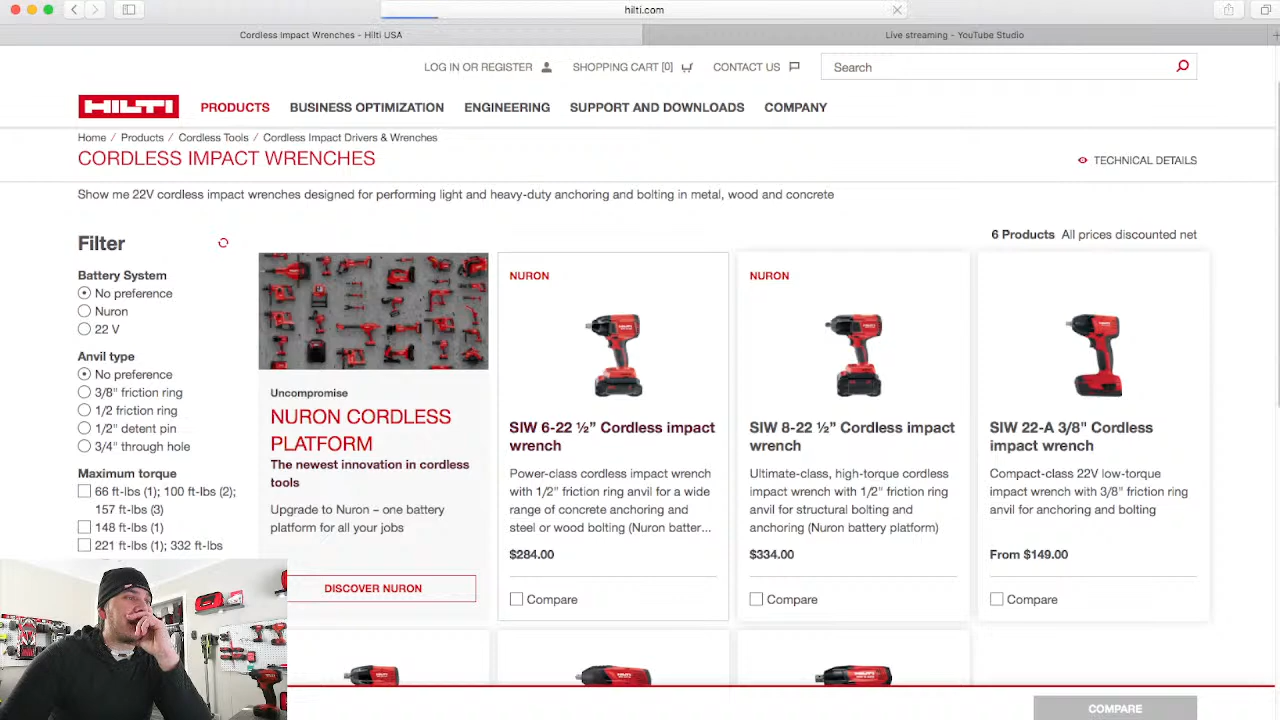 hilti.com
Cordless Impact Wrenches - Hilti USA
Live streaming - YouTube Studio
LOG IN OR REGISTER
SHOPPING CART [0]
CONTACT US
Search
HILTI
PRODUCTS
BUSINESS OPTIMIZATION
ENGINEERING
SUPPORT AND DOWNLOADS
COMPANY
Home / Products / Cordless Tools / Cordless Impact Drivers & Wrenches
CORDLESS IMPACT WRENCHES
TECHNICAL DETAILS
Show me 22V cordless impact wrenches designed for performing light and heavy-duty anchoring and bolting in metal, wood and concrete
6 Products All prices discounted net
Filter
Battery System
No preference
Nuron
22 V
Anvil type
No preference
3/8" friction ring
1/2 friction ring
1/2" detent pin
3/4" through hole
Maximum torque
66 ft-lbs (1); 100 ft-lbs (2);
157 ft-lbs (3)
148 ft-lbs (1)
221 ft-lbs (1); 332 ft-lbs
Uncompromise
NURON CORDLESS
PLATFORM
The newest innovation in cordless
tools
Upgrade to Nuron – one battery
platform for all your jobs
DISCOVER NURON
NURON
SIW 6-22 ½” Cordless impact
wrench
Power-class cordless impact wrench
with 1/2" friction ring anvil for a wide
range of concrete anchoring and
steel or wood bolting (Nuron batter...
$284.00
Compare
NURON
SIW 8-22 ½” Cordless impact
wrench
Ultimate-class, high-torque cordless
impact wrench with 1/2" friction ring
anvil for structural bolting and
anchoring (Nuron battery platform)
$334.00
Compare
SIW 22-A 3/8" Cordless
impact wrench
Compact-class 22V low-torque
impact wrench with 3/8" friction ring
anvil for anchoring and bolting
From $149.00
Compare
HILTI
COMPARE